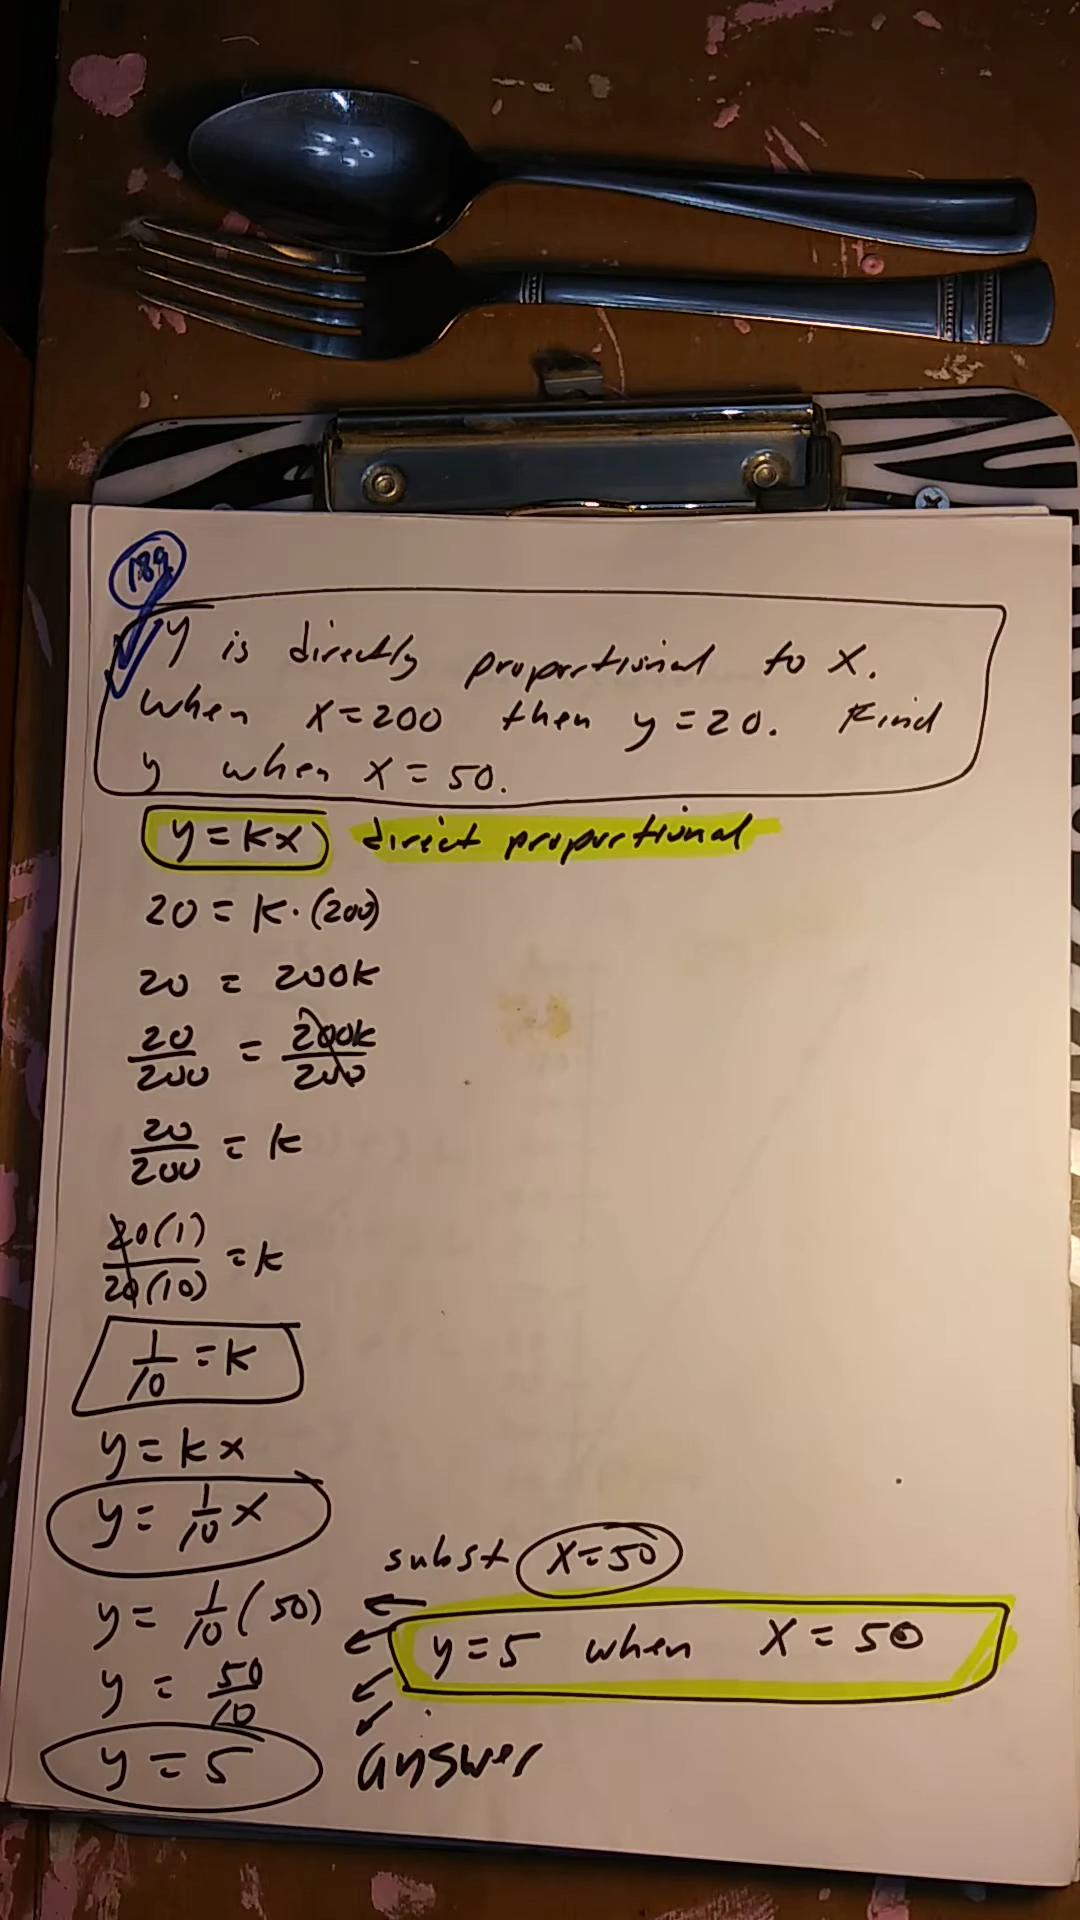 189
y is directly proportional to x.
when x=200 then y=20. Find
y when x=50.
y=kx direct proportional
20=k·(200)
20 = 200k
20/200 = 200k/200
20/200 = k
20(1)/20(10) = k
1/10 = k
y=kx
y=1/10 x
subst x=50
y=1/10(50)
y=5 when x=50
y=50/10
y=5 answer